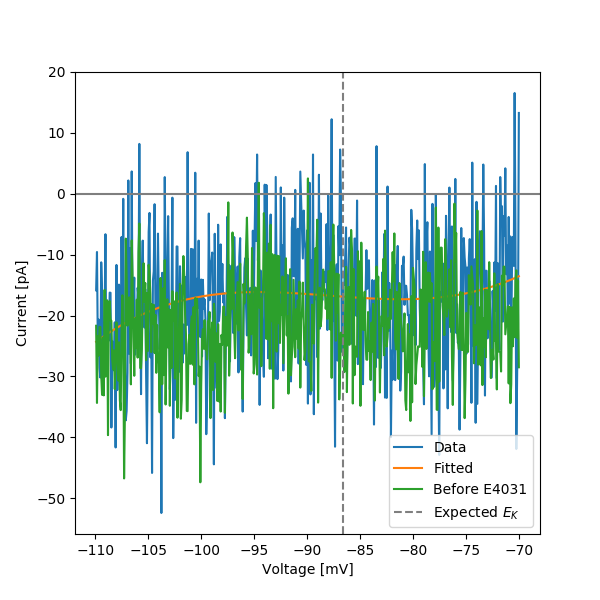 20
10
0
−10
−20
−30
−40
−50
Current [pA]
Data
Fitted
Before E4031
Expected E_K
−110 −105 −100 −95 −90 −85 −80 −75 −70
Voltage [mV]